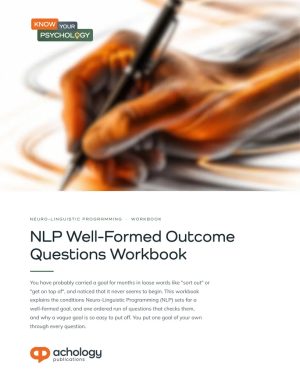 KNOW YOUR
PSYCHOLOGY
NEURO-LINGUISTIC PROGRAMMING · WORKBOOK
NLP Well-Formed Outcome
Questions Workbook
You have probably carried a goal for months in loose words like "sort out" or
"get on top of", and noticed that it never seems to begin. This workbook
explains the conditions Neuro-Linguistic Programming (NLP) sets for a
well-formed goal, and one ordered run of questions that checks them,
and why a vague goal is so easy to put off. You put one goal of your own
through every question.
achology
publications